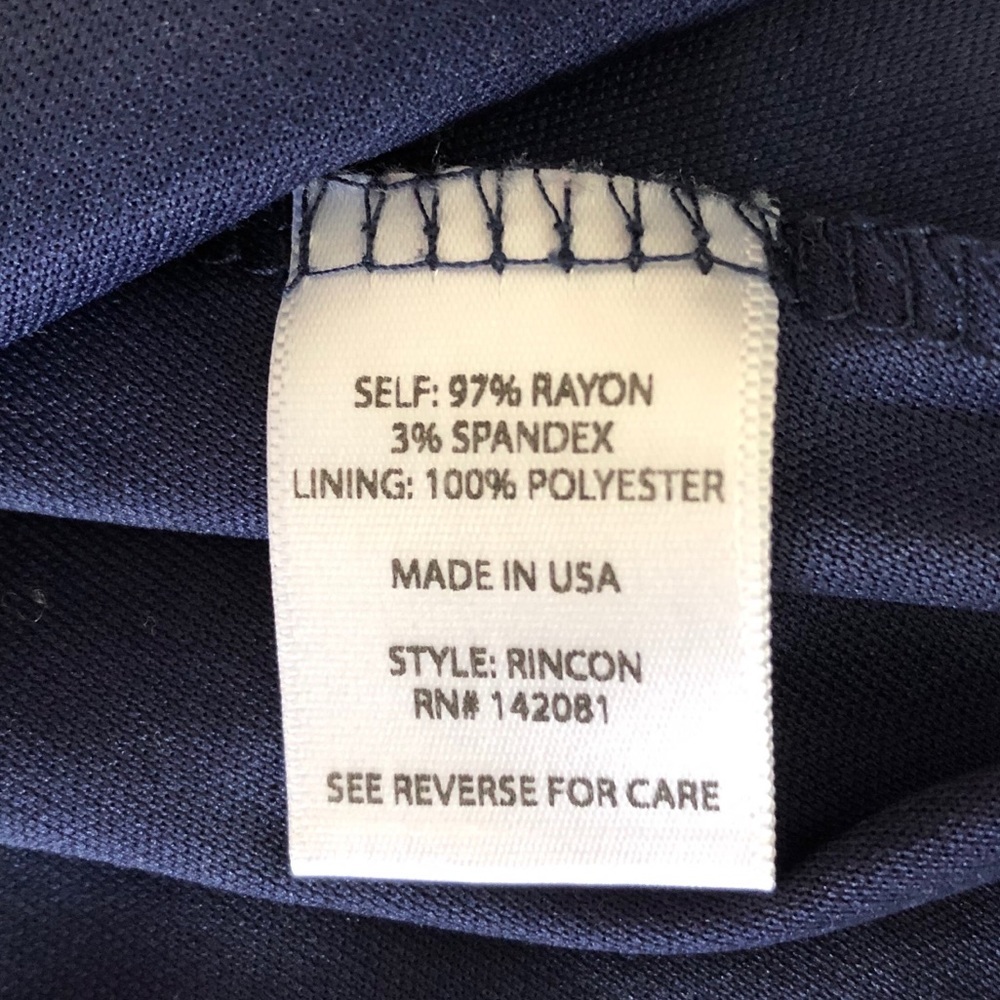 SELF: 97% RAYON
3% SPANDEX
LINING: 100% POLYESTER
MADE IN USA
STYLE: RINCON
RN# 142081
SEE REVERSE FOR CARE